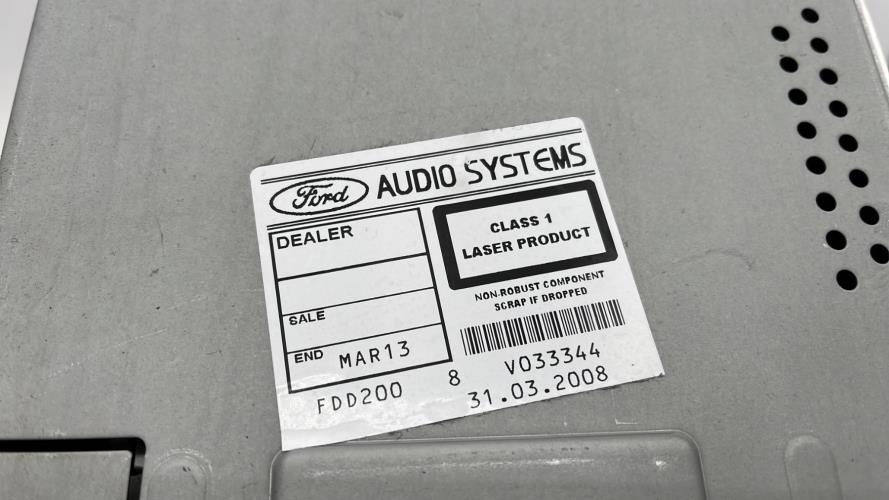 Ford AUDIO SYSTEMS
DEALER
SALE
END MAR13
CLASS 1
LASER PRODUCT
NON-ROBUST COMPONENT
SCRAP IF DROPPED
V033344
FDD200 8 31.03.2008